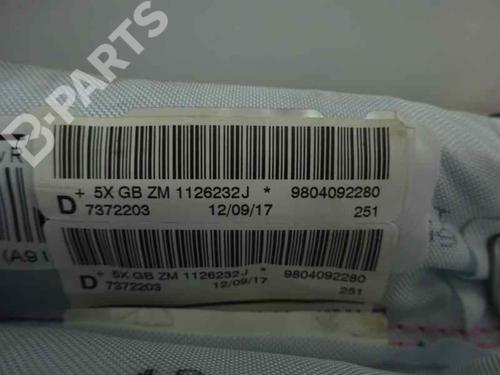 B-PARTS
+ 5X GB ZM 1126232J * 9804092280
D 7372203 12/09/17 251
+ 5X GB ZM 1126232J * 9804092280
D 7372203 12/09/17 251
(A91